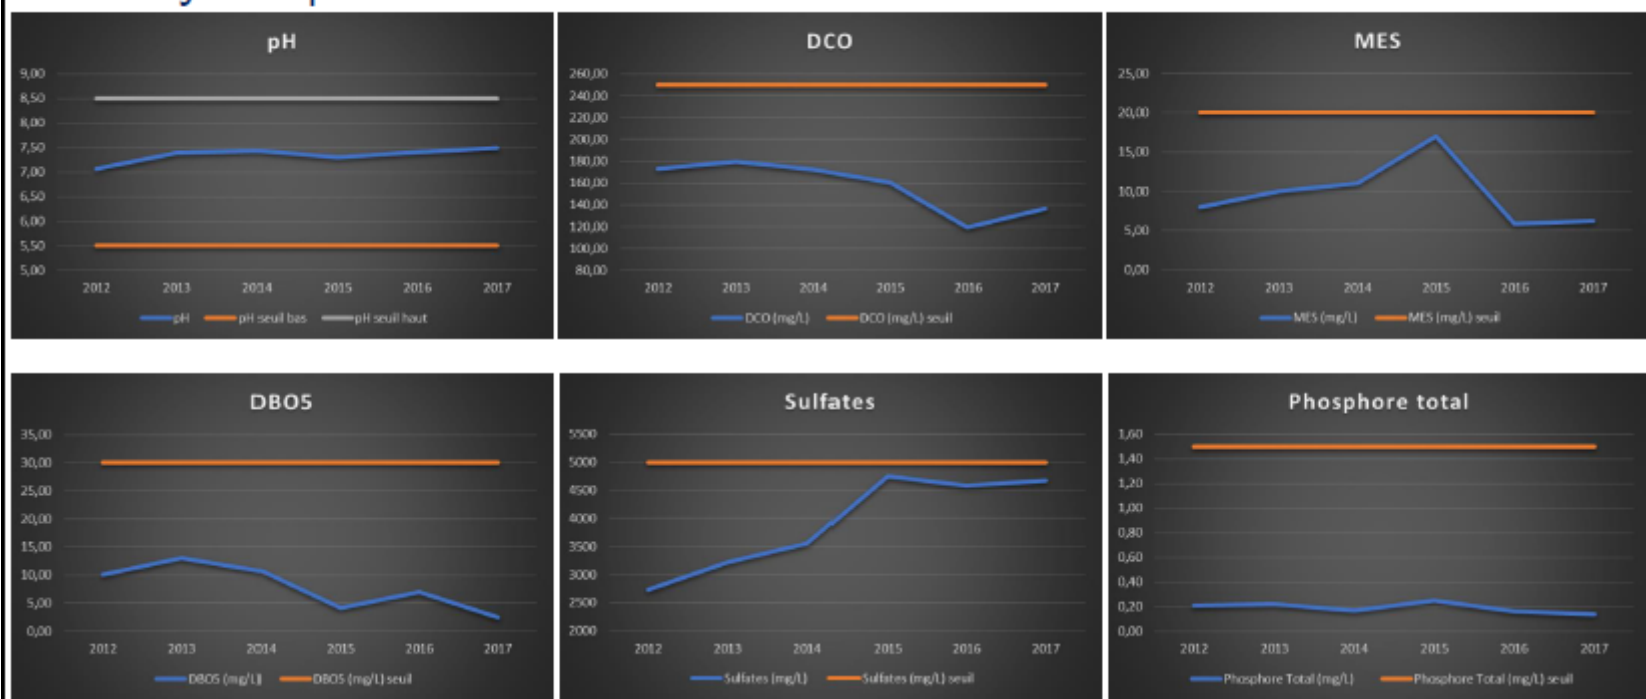 pH
9,00
8,50
8,00
7,50
7,00
6,50
6,00
5,50
5,00
2012 2013 2014 2015 2016 2017
pH pH seuil bas pH seuil haut
DCO
260,00
240,00
220,00
200,00
180,00
160,00
140,00
120,00
100,00
80,00
2012 2013 2014 2015 2016 2017
DCO (mg/L) DCO (mg/L) seuil
MES
25,00
20,00
15,00
10,00
5,00
0,00
2012 2013 2014 2015 2016 2017
MES (mg/L) MES (mg/L) seuil
DBO5
35,00
30,00
25,00
20,00
15,00
10,00
5,00
0,00
2012 2013 2014 2015 2016 2017
DBO5 (mg/L) DBO5 (mg/L) seuil
Sulfates
5500
5000
4500
4000
3500
3000
2500
2000
2012 2013 2014 2015 2016 2017
Sulfates (mg/L) Sulfates (mg/L) seuil
Phosphore total
1,60
1,40
1,20
1,00
0,80
0,60
0,40
0,20
0,00
2012 2013 2014 2015 2016 2017
Phosphore Total (mg/L) Phosphore Total (mg/L) seuil